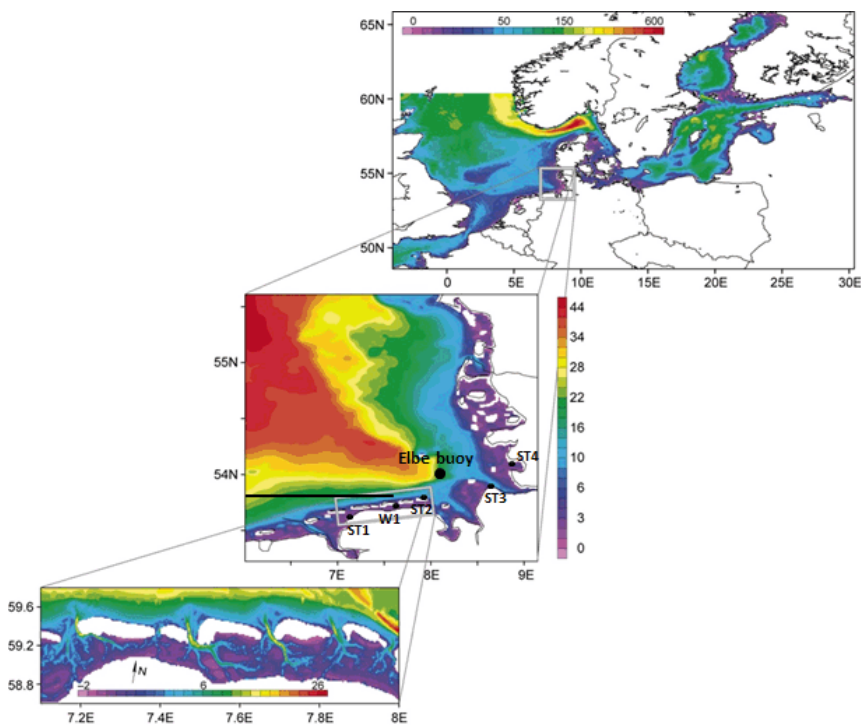 65N
0 50 150 600
60N
55N
50N
0 5E 10E 15E 20E 25E 30E
55N
54N
Elbe buoy
ST4
ST3
ST2
W1
ST1
7E 8E 9E
44
34
28
22
16
10
6
3
0
59.6
59.2
58.8
N
-2 6 26
7.2E 7.4E 7.6E 7.8E 8E